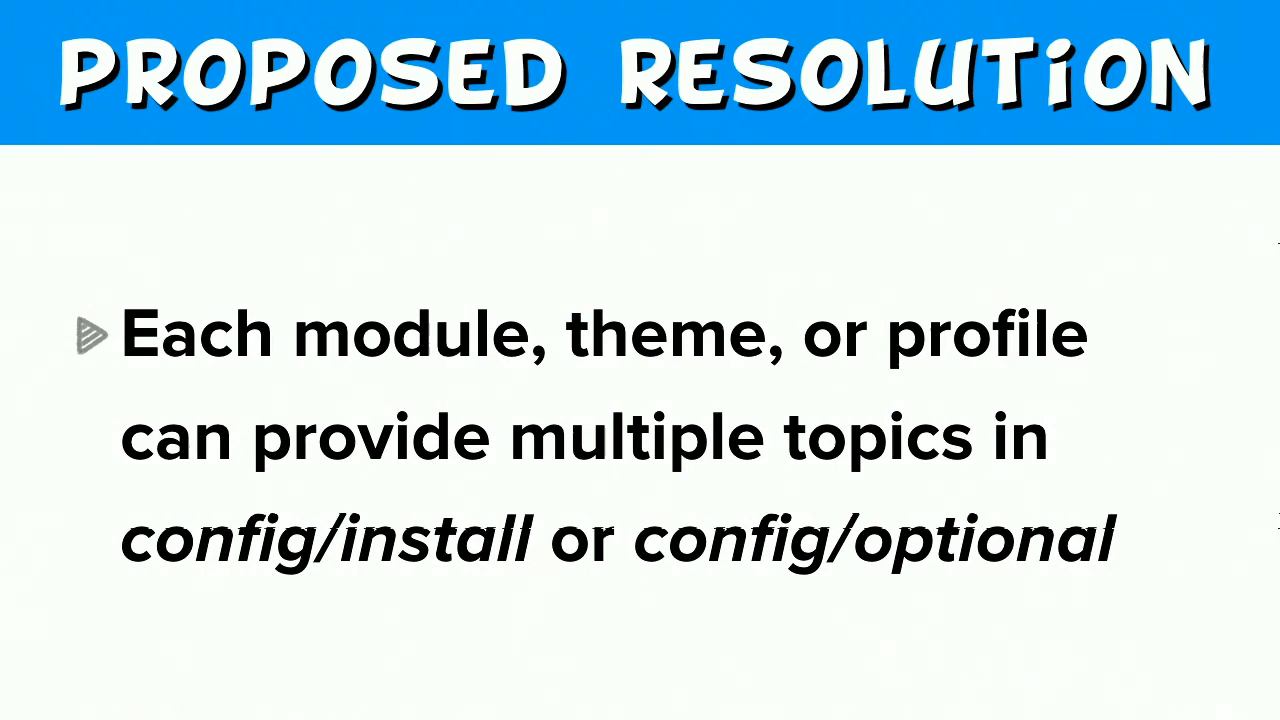 PROPOSED RESOLUTiON
Each module, theme, or profile
can provide multiple topics in
config/install or config/optional